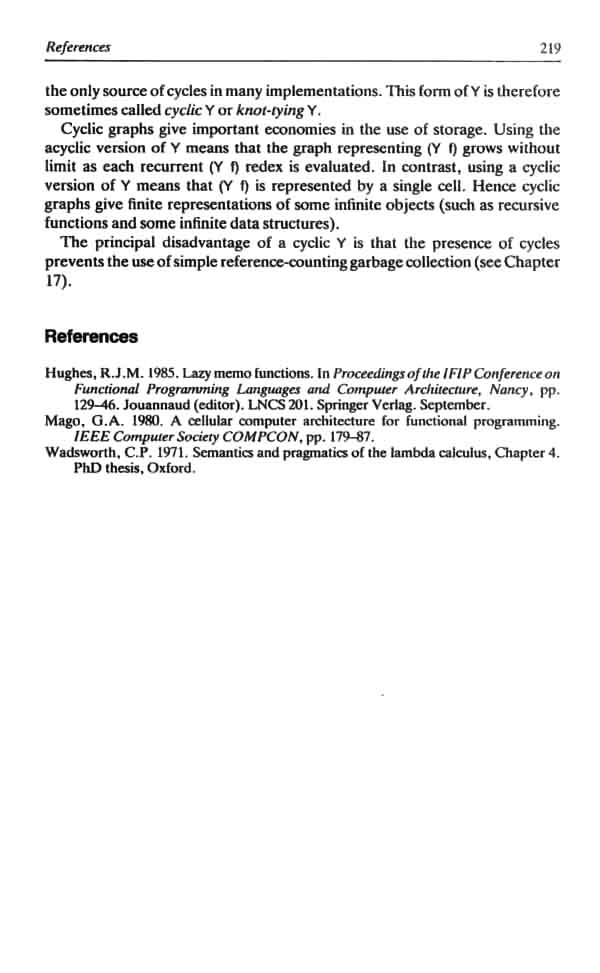 References 219
the only source of cycles in many implementations. This form of Y is therefore
sometimes called cyclic Y or knot-tying Y.
Cyclic graphs give important economies in the use of storage. Using the
acyclic version of Y means that the graph representing (Y f) grows without
limit as each recurrent (Y f) redex is evaluated. In contrast, using a cyclic
version of Y means that (Y f) is represented by a single cell. Hence cyclic
graphs give finite representations of some infinite objects (such as recursive
functions and some infinite data structures).
The principal disadvantage of a cyclic Y is that the presence of cycles
prevents the use of simple reference-counting garbage collection (see Chapter
17).
References
Hughes, R.J.M. 1985. Lazy memo functions. In Proceedings of the IFIP Conference on
Functional Programming Languages and Computer Architecture, Nancy, pp.
129–46. Jouannaud (editor). LNCS 201. Springer Verlag. September.
Mago, G.A. 1980. A cellular computer architecture for functional programming.
IEEE Computer Society COMPCON, pp. 179–87.
Wadsworth, C.P. 1971. Semantics and pragmatics of the lambda calculus, Chapter 4.
PhD thesis, Oxford.